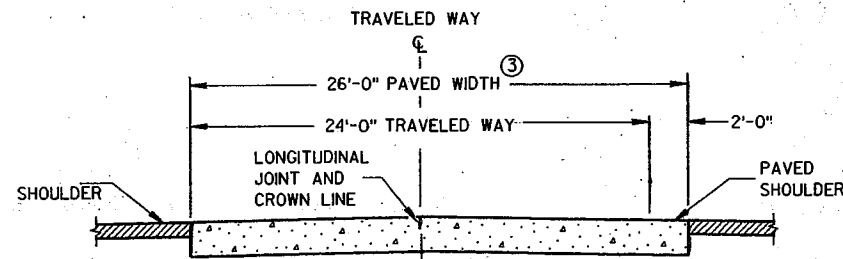 TRAVELED WAY
℄
26'-0" PAVED WIDTH ③
24'-0" TRAVELED WAY
2'-0"
LONGITUDINAL
JOINT AND
CROWN LINE
SHOULDER
PAVED
SHOULDER